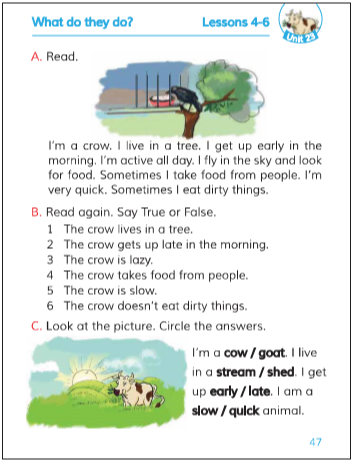 What do they do?
Lessons 4-6
Unit 23
A. Read.
I'm a crow. I live in a tree. I get up early in the
morning. I'm active all day. I fly in the sky and look
for food. Sometimes I take food from people. I'm
very quick. Sometimes I eat dirty things.
B. Read again. Say True or False.
1 The crow lives in a tree.
2 The crow gets up late in the morning.
3 The crow is lazy.
4 The crow takes food from people.
5 The crow is slow.
6 The crow doesn't eat dirty things.
C. Look at the picture. Circle the answers.
I'm a cow / goat. I live
in a stream / shed. I get
up early / late. I am a
slow / quick animal.
47